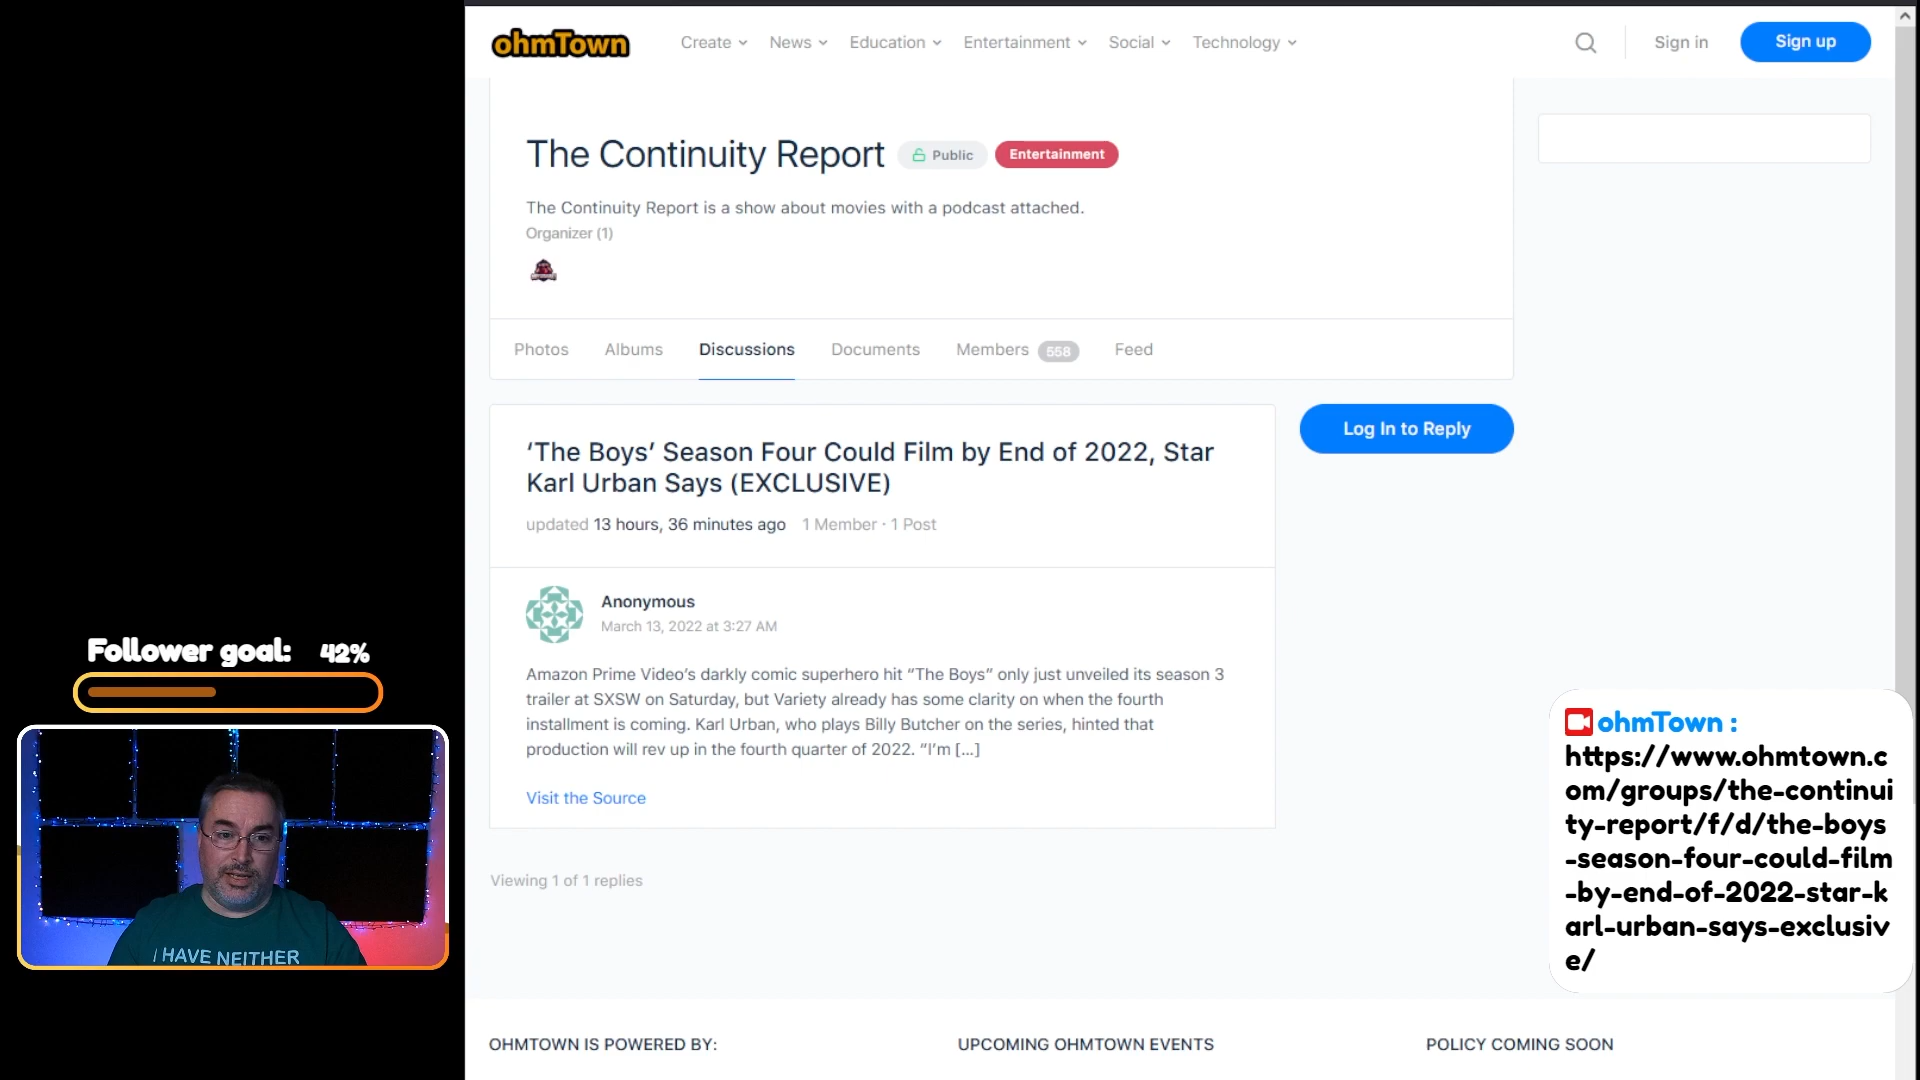 ohmTown
Create
News
Education
Entertainment
Social
Technology
Sign in
Sign up
The Continuity Report
Public
Entertainment
The Continuity Report is a show about movies with a podcast attached.
Organizer (1)
Photos
Albums
Discussions
Documents
Members 558
Feed
‘The Boys’ Season Four Could Film by End of 2022, Star
Karl Urban Says (EXCLUSIVE)
updated 13 hours, 36 minutes ago 1 Member · 1 Post
Log In to Reply
Anonymous
March 13, 2022 at 3:27 AM
Amazon Prime Video’s darkly comic superhero hit “The Boys” only just unveiled its season 3
trailer at SXSW on Saturday, but Variety already has some clarity on when the fourth
installment is coming. Karl Urban, who plays Billy Butcher on the series, hinted that
production will rev up in the fourth quarter of 2022. “I’m […]
Visit the Source
Viewing 1 of 1 replies
OHMTOWN IS POWERED BY:
UPCOMING OHMTOWN EVENTS
POLICY COMING SOON
Follower goal: 42%
I HAVE NEITHER
ohmTown :
https://www.ohmtown.c
om/groups/the-continui
ty-report/f/d/the-boys
-season-four-could-film
-by-end-of-2022-star-k
arl-urban-says-exclusiv
e/